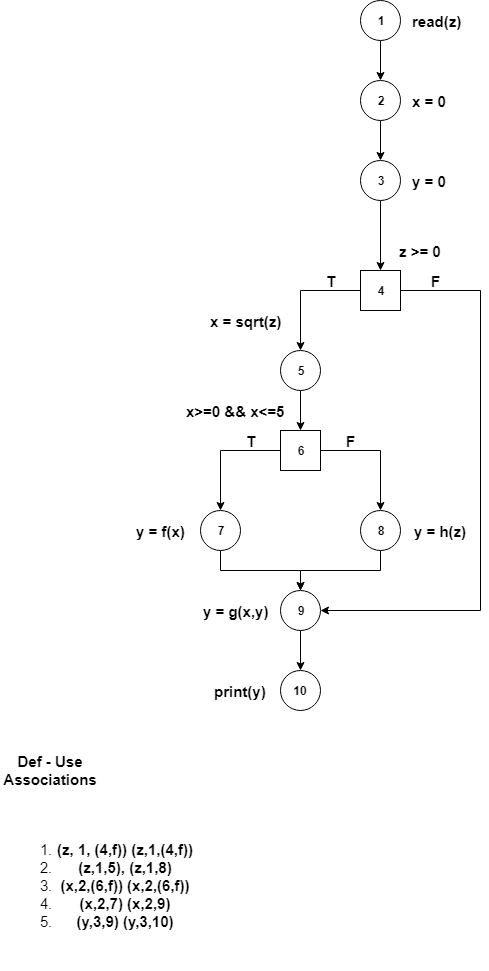 1 read(z)
2 x = 0
3 y = 0
z >= 0
T F
4
x = sqrt(z)
5
x>=0 && x<=5
T F
6
y = f(x) 7 8 y = h(z)
y = g(x,y) 9
print(y) 10
Def - Use
Associations
1. (z, 1, (4,f)) (z,1,(4,f))
2. (z,1,5), (z,1,8)
3. (x,2,(6,f)) (x,2,(6,f))
4. (x,2,7) (x,2,9)
5. (y,3,9) (y,3,10)